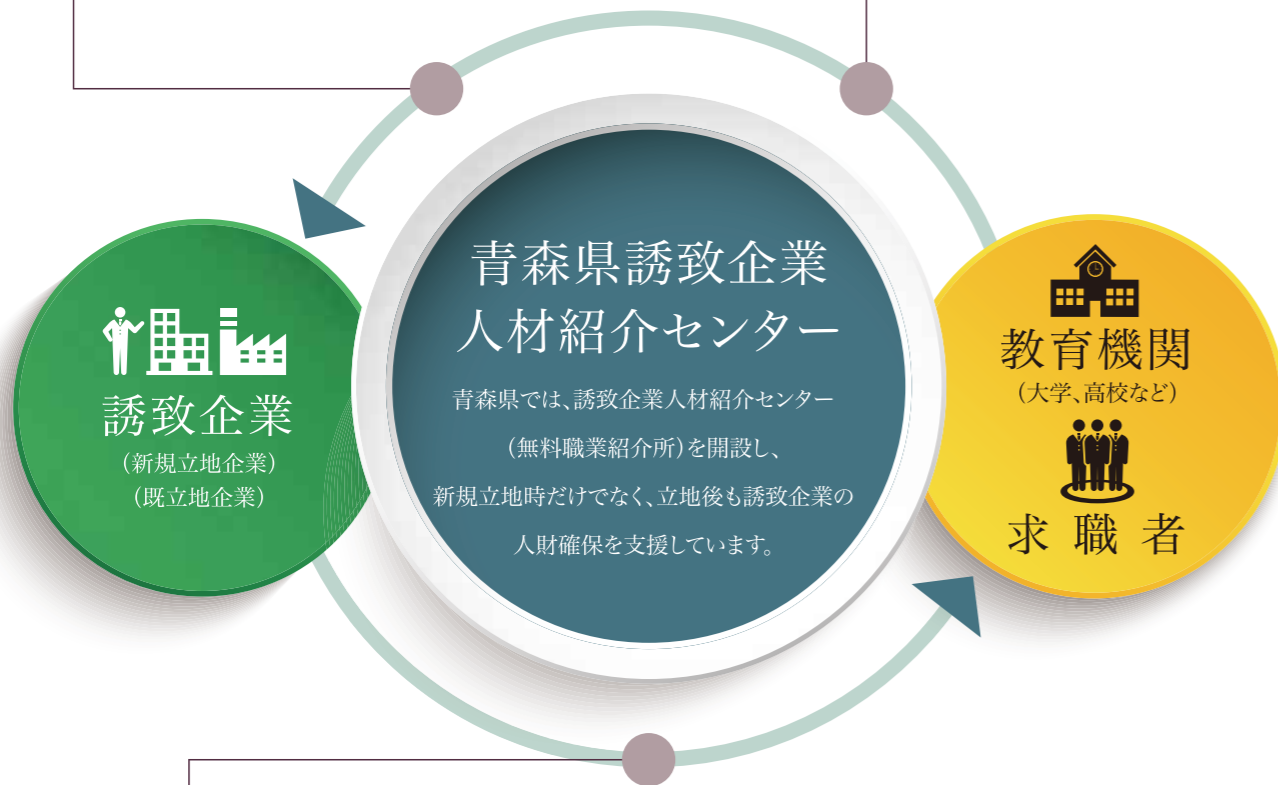 青森県誘致企業
人材紹介センター
青森県では、誘致企業人材紹介センター
（無料職業紹介所）を開設し、
新規立地時だけでなく、立地後も誘致企業の
人財確保を支援しています。
誘致企業
（新規立地企業）
（既立地企業）
教育機関
（大学、高校など）
求職者